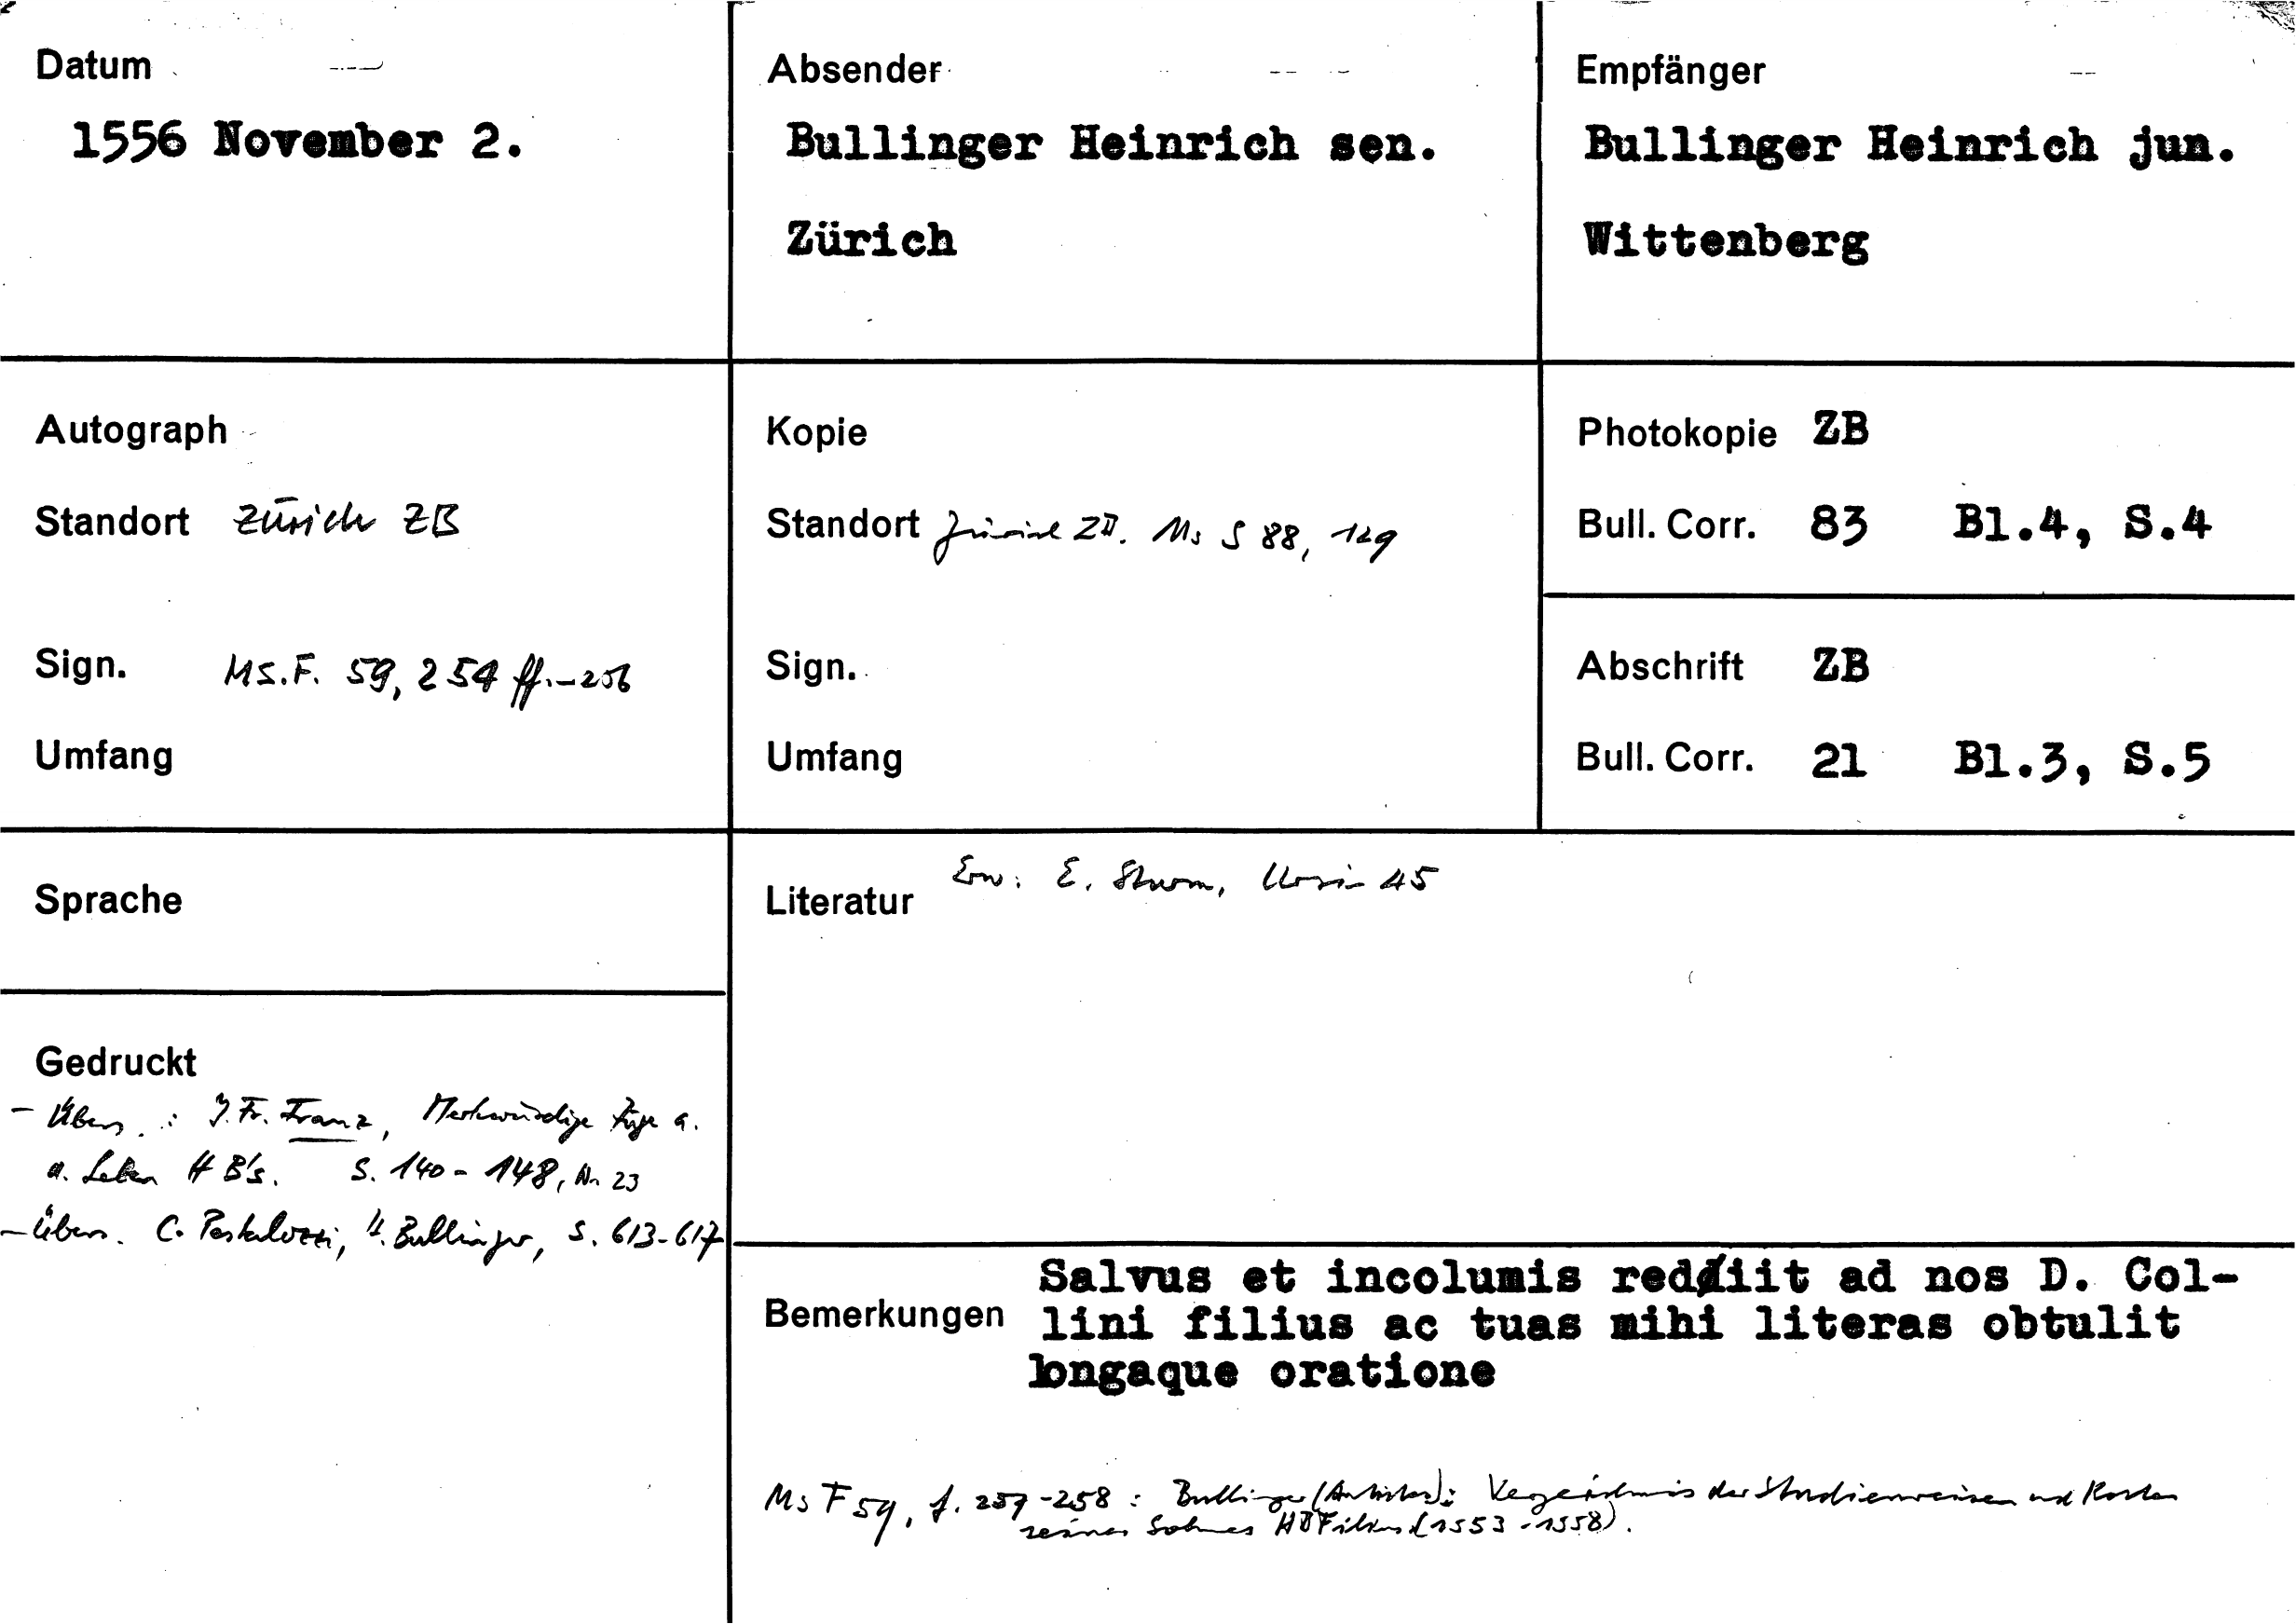 Datum
1556 November 2.
Absender
Bullinger Heinrich sen.
Zürich
Empfänger
Bullinger Heinrich jun.
Wittenberg
Autograph
Standort Zürich ZB
Sign. Ms.F. 59, 254 ff.-256
Umfang
Kopie
Standort Zürich ZB. Ms S 88, 129
Sign.
Umfang
Photokopie ZB
Bull. Corr. 83 Bl.4, S.4
Abschrift ZB
Bull. Corr. 21 Bl.3, S.5
Sprache
Literatur Erw: E. Sturm, Ursin 45
Gedruckt
- Übers.: J. Fr. Franz, Merkwürdige Züge a.
a. Leben H B's. S. 140-148, Nr 23
- Übers. C. Pestalozzi, H. Bullinger, S. 613-617
Bemerkungen
Salvus et incolumis rediit ad nos D. Col-
lini filius ac tuas mihi literas obtulit
longaque oratione
Ms F 59, f. 257-258: Bullinger (Antistes): Verzeichnis der Studienreisen und Kosten
seines Sohnes HB Filius (1553-1558).